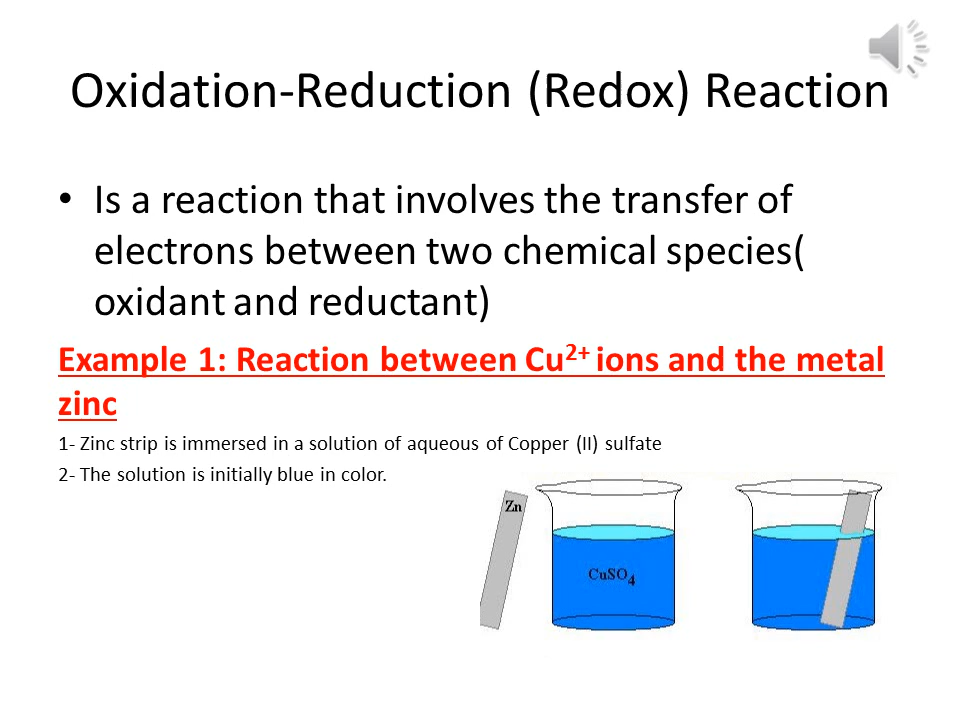 Oxidation-Reduction (Redox) Reaction
• Is a reaction that involves the transfer of
electrons between two chemical species(
oxidant and reductant)
Example 1: Reaction between Cu²⁺ ions and the metal
zinc
1- Zinc strip is immersed in a solution of aqueous of Copper (II) sulfate
2- The solution is initially blue in color.
Zn
CuSO₄